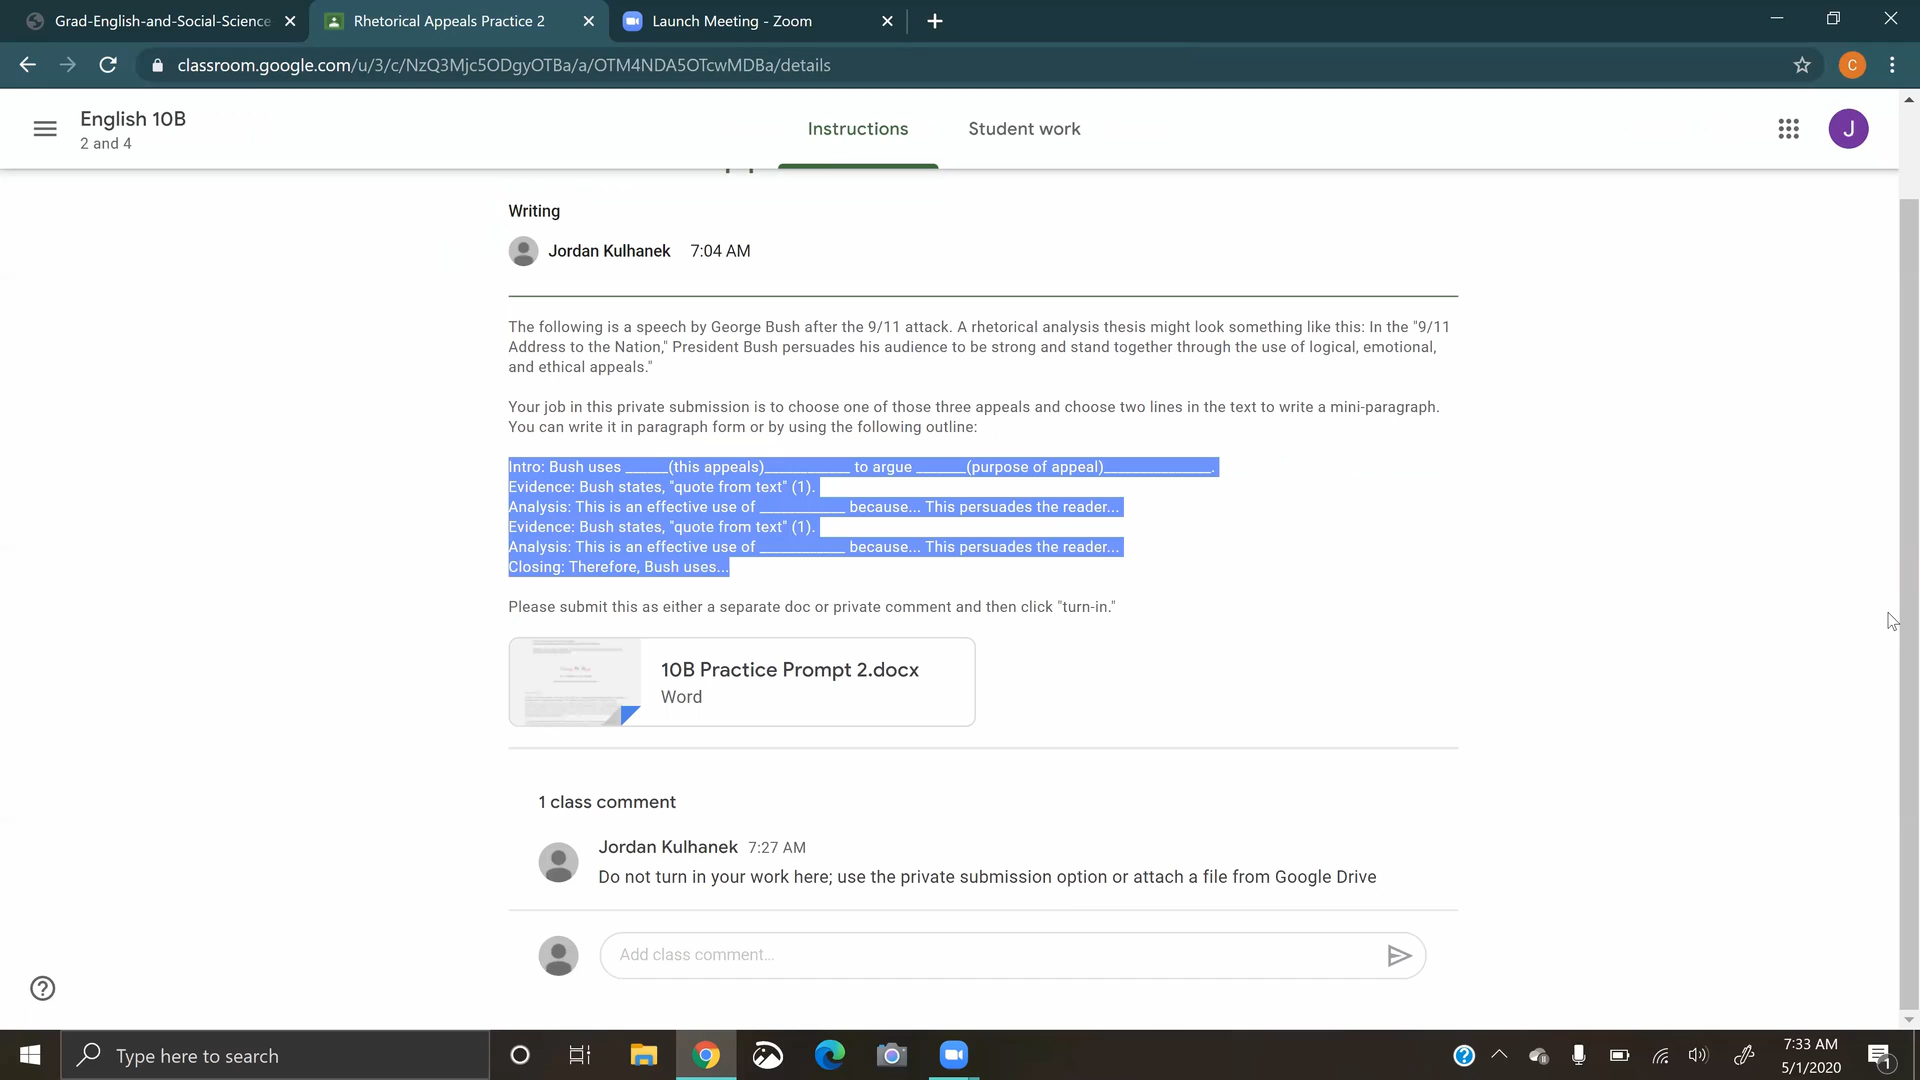 Grad-English-and-Social-Science
Rhetorical Appeals Practice 2
Launch Meeting - Zoom
classroom.google.com/u/3/c/NzQ3Mjc5ODgyOTBa/a/OTM4NDA5OTcwMDBa/details
C
English 10B
2 and 4
Instructions
Student work
J
Writing
Jordan Kulhanek 7:04 AM
The following is a speech by George Bush after the 9/11 attack. A rhetorical analysis thesis might look something like this: In the "9/11
Address to the Nation," President Bush persuades his audience to be strong and stand together through the use of logical, emotional,
and ethical appeals."
Your job in this private submission is to choose one of those three appeals and choose two lines in the text to write a mini-paragraph.
You can write it in paragraph form or by using the following outline:
Intro: Bush uses ______(this appeals)____________ to argue _______(purpose of appeal)_______________.
Evidence: Bush states, "quote from text" (1).
Analysis: This is an effective use of ____________ because... This persuades the reader...
Evidence: Bush states, "quote from text" (1).
Analysis: This is an effective use of ____________ because... This persuades the reader...
Closing: Therefore, Bush uses...
Please submit this as either a separate doc or private comment and then click "turn-in."
10B Practice Prompt 2.docx
Word
1 class comment
Jordan Kulhanek 7:27 AM
Do not turn in your work here; use the private submission option or attach a file from Google Drive
Add class comment...
Type here to search
7:33 AM
5/1/2020
1